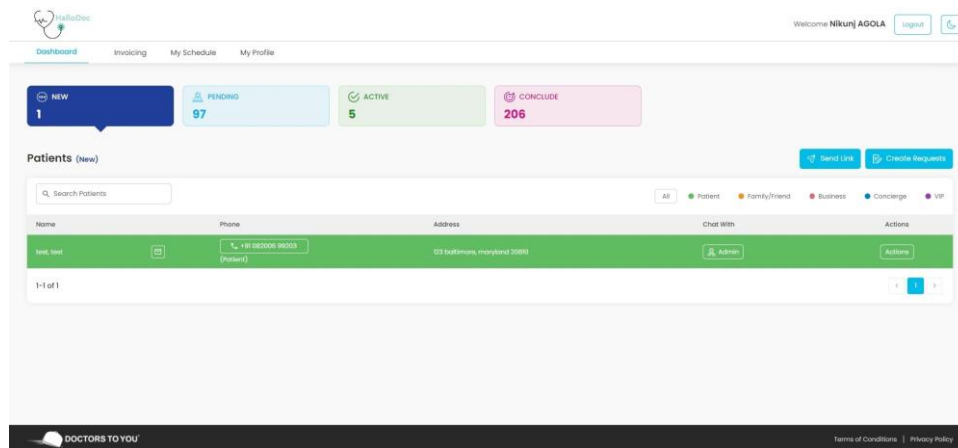 HalloDoc
Welcome Nikunj AGOLA Logout
Dashboard Invoicing My Schedule My Profile
NEW PENDING ACTIVE CONCLUDE
1 97 5 206
Patients (New) Send Link Create Requests
Search Patients All Patient Family/Friend Business Concierge VIP
Name Phone Address Chat With Actions
test, test +91 082006 99203 123 baltimore, maryland Admin Actions
(Patient)
1-1 of 1 < 1 >
DOCTORS TO YOU Terms of Conditions | Privacy Policy